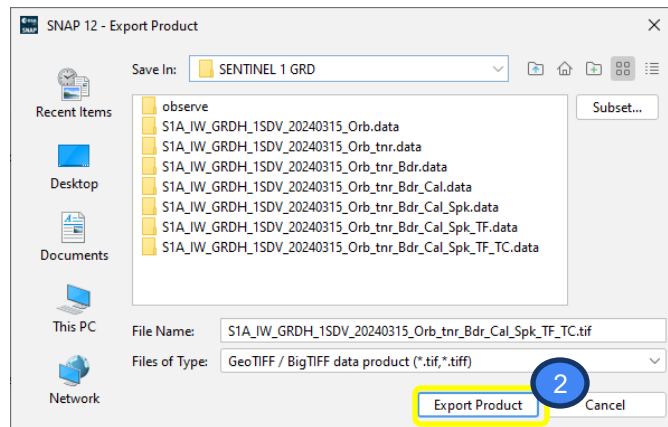 SNAP 12 - Export Product
Save In: SENTINEL 1 GRD
Recent Items
Desktop
Documents
This PC
Network
observe
S1A_IW_GRDH_1SDV_20240315_Orb.data
S1A_IW_GRDH_1SDV_20240315_Orb_tnr.data
S1A_IW_GRDH_1SDV_20240315_Orb_tnr_Bdr.data
S1A_IW_GRDH_1SDV_20240315_Orb_tnr_Bdr_Cal.data
S1A_IW_GRDH_1SDV_20240315_Orb_tnr_Bdr_Cal_Spk.data
S1A_IW_GRDH_1SDV_20240315_Orb_tnr_Bdr_Cal_Spk_TF.data
S1A_IW_GRDH_1SDV_20240315_Orb_tnr_Bdr_Cal_Spk_TF_TC.data
Subset...
File Name: S1A_IW_GRDH_1SDV_20240315_Orb_tnr_Bdr_Cal_Spk_TF_TC.tif
Files of Type: GeoTIFF / BigTIFF data product (*.tif,*.tiff)
2
Export Product Cancel